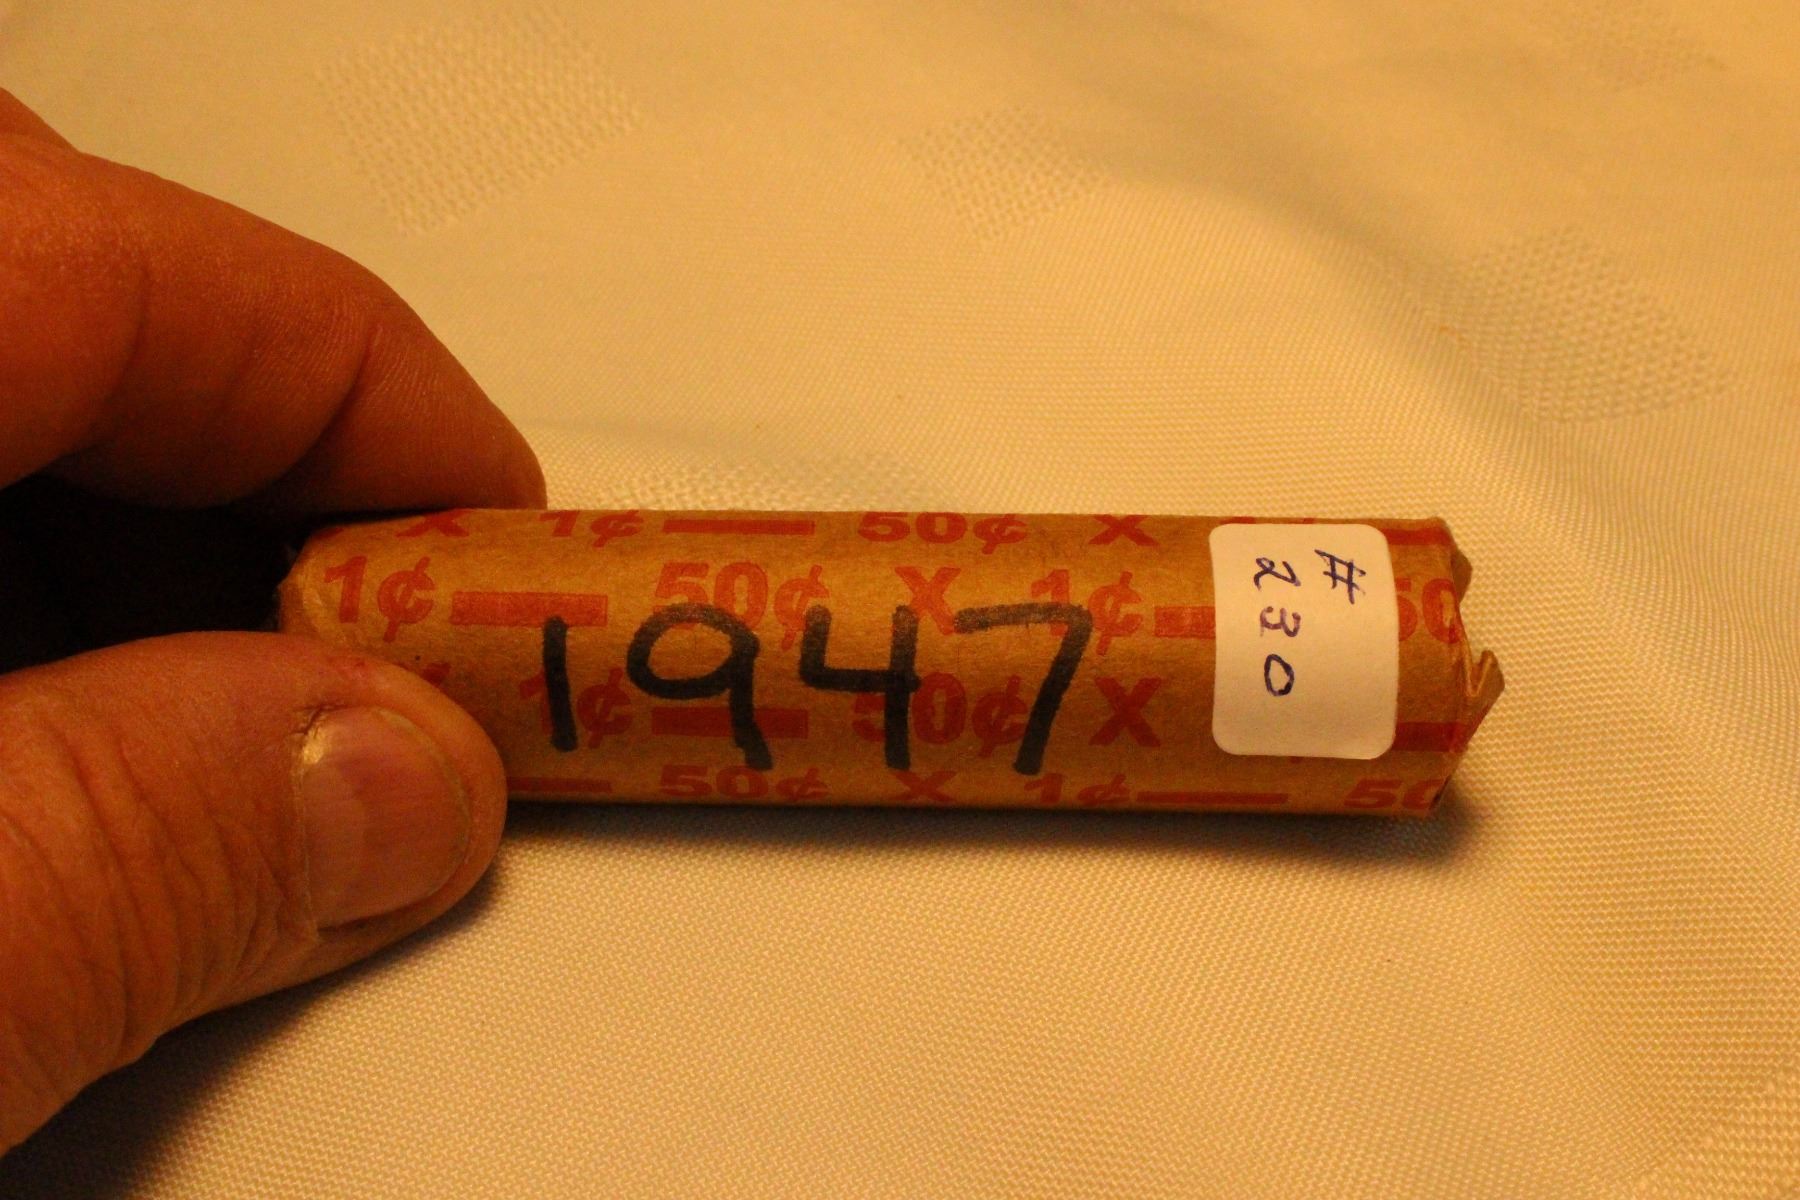 X 1¢ — 50¢ X
1¢ — 50¢ X 1¢ — 50
1947
1¢ — 50¢ X
50¢ X 1¢ — 50
#
230